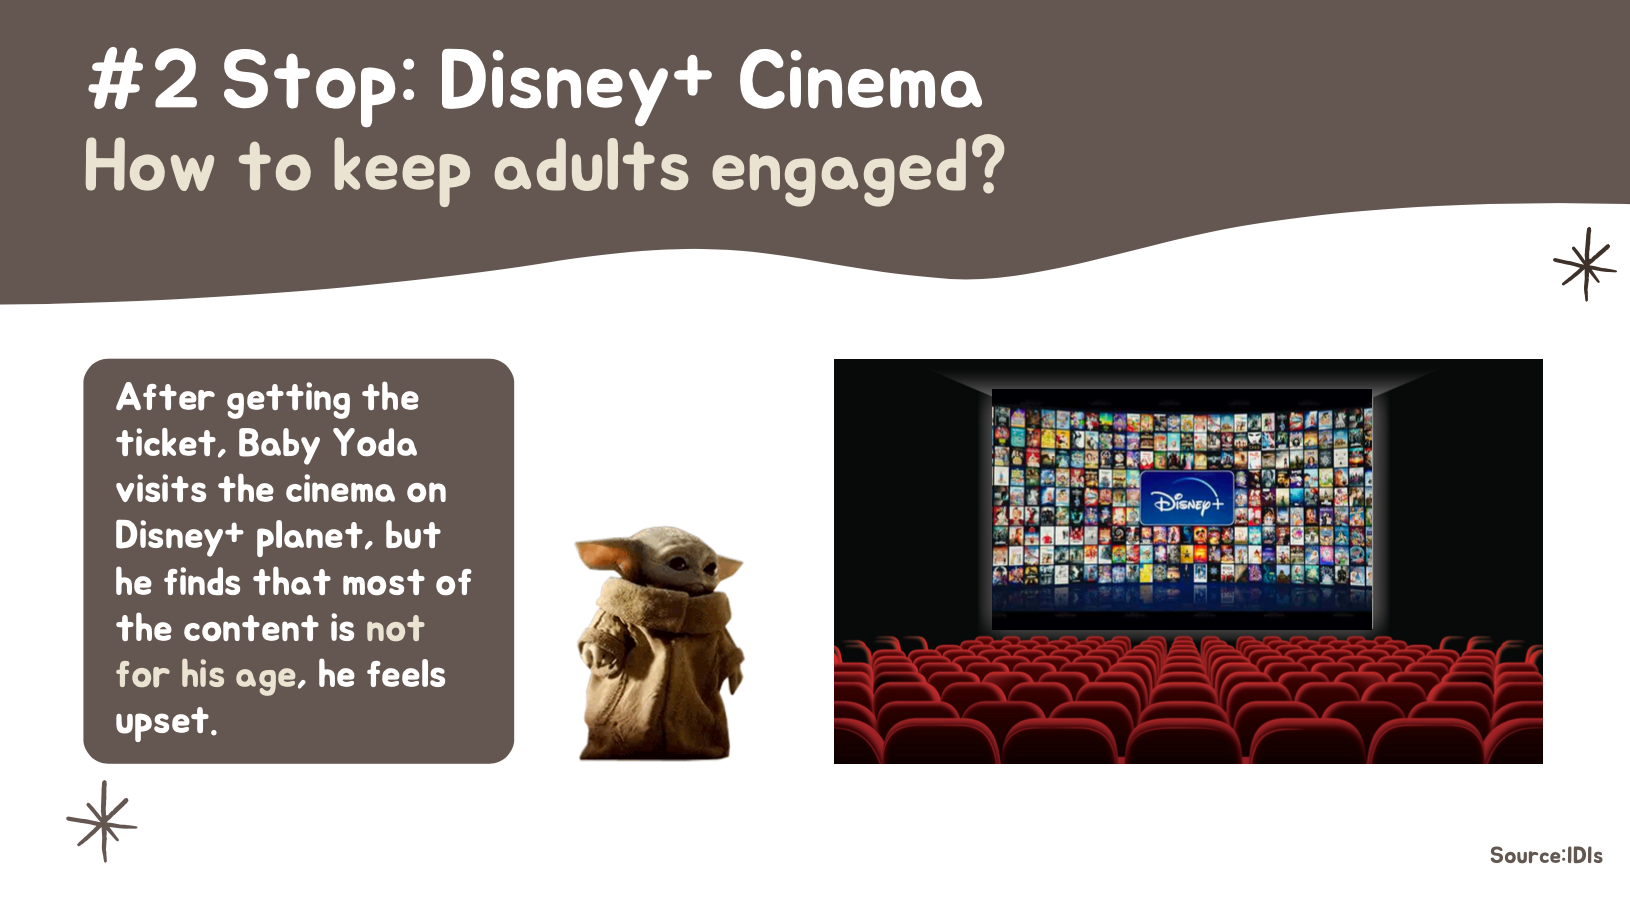 #2 Stop: Disney+ Cinema
How to keep adults engaged?
After getting the
ticket, Baby Yoda
visits the cinema on
Disney+ planet, but
he finds that most of
the content is not
for his age, he feels
upset.
Disney+
Source:IDIs